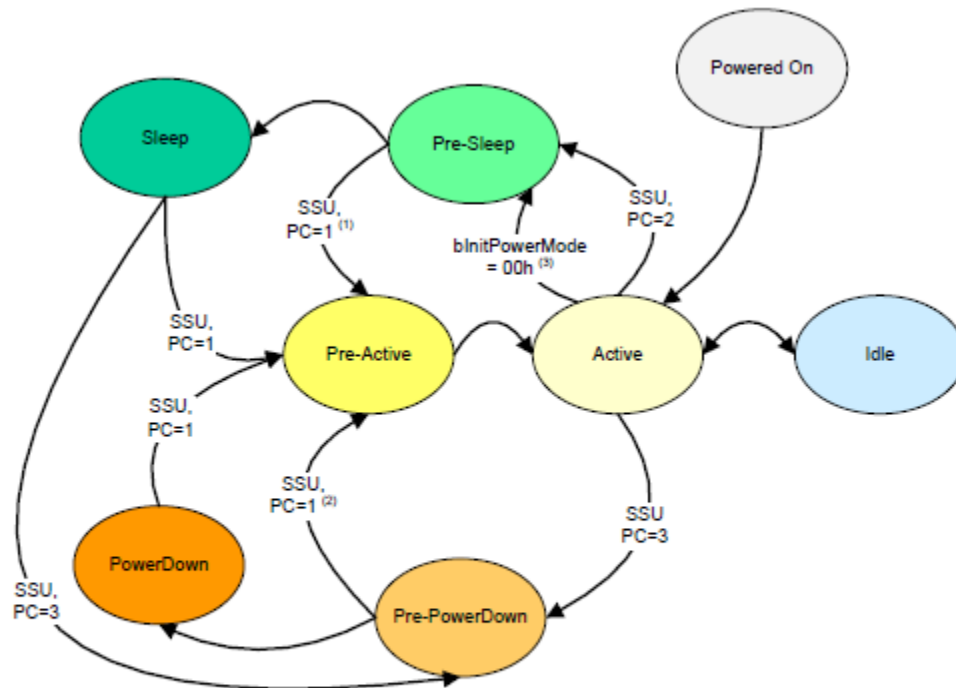 Powered On
Sleep
Pre-Sleep
SSU,
PC=2
SSU,
PC=1 (1)
bInitPowerMode
= 00h (3)
SSU,
PC=1
Pre-Active
Active
Idle
SSU,
PC=1
SSU,
PC=1 (2)
SSU
PC=3
PowerDown
SSU,
PC=3
Pre-PowerDown